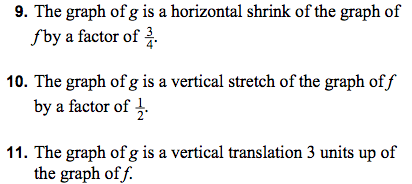 9. The graph of g is a horizontal shrink of the graph of
f by a factor of 3/4.
10. The graph of g is a vertical stretch of the graph of f
by a factor of 1/2.
11. The graph of g is a vertical translation 3 units up of
the graph of f.